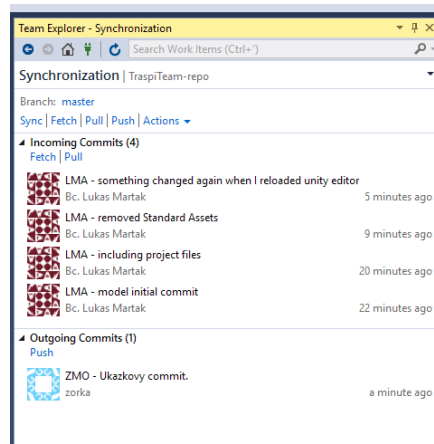 Team Explorer - Synchronization
Search Work Items (Ctrl+')
Synchronization | TraspiTeam-repo
Branch: master
Sync | Fetch | Pull | Push | Actions
Incoming Commits (4)
Fetch | Pull
LMA - something changed again when I reloaded unity editor
Bc. Lukas Martak 5 minutes ago
LMA - removed Standard Assets
Bc. Lukas Martak 9 minutes ago
LMA - including project files
Bc. Lukas Martak 20 minutes ago
LMA - model initial commit
Bc. Lukas Martak 22 minutes ago
Outgoing Commits (1)
Push
ZMO - Ukazkovy commit.
zorka a minute ago